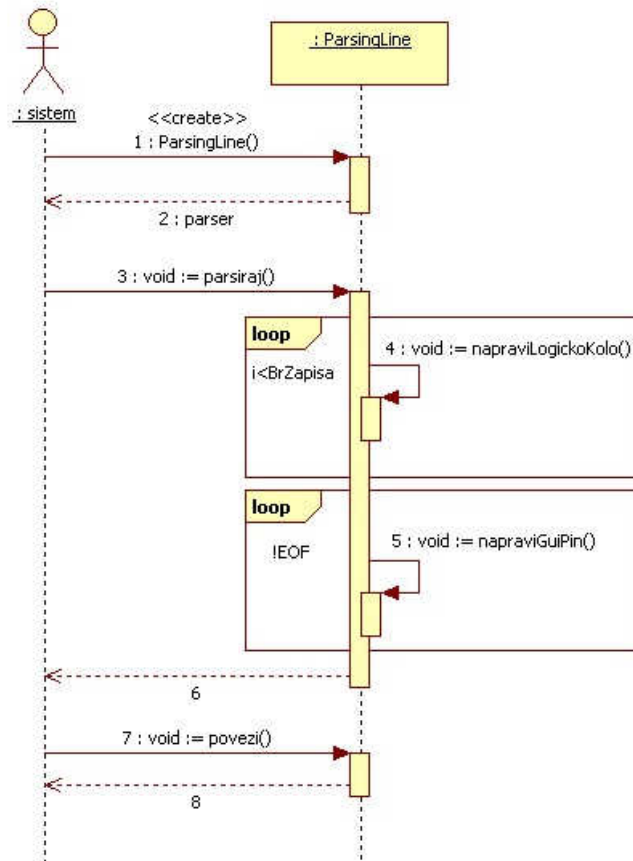 : ParsingLine
: sistem
<<create>>
1 : ParsingLine()
2 : parser
3 : void := parsiraj()
loop
4 : void := napraviLogickoKolo()
i<BrZapisa
loop
5 : void := napraviGuiPin()
!EOF
6
7 : void := povezi()
8